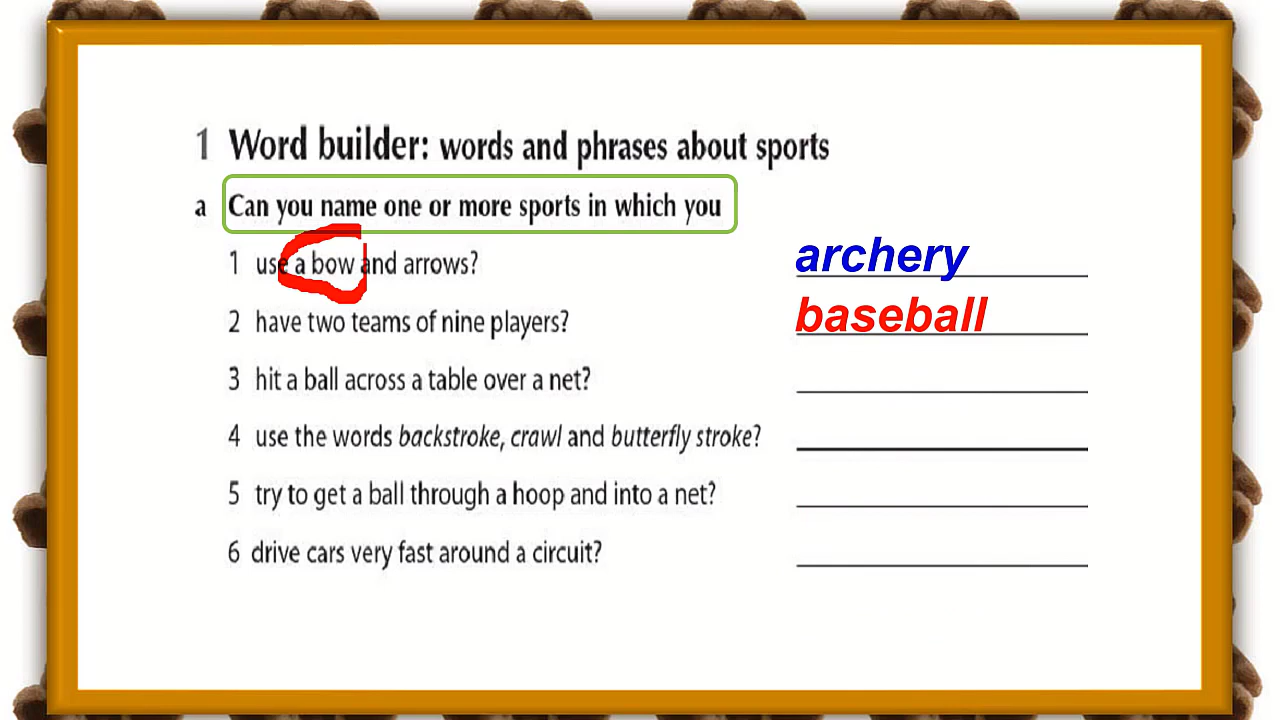 1 Word builder: words and phrases about sports
a Can you name one or more sports in which you
1 use a bow and arrows? archery
2 have two teams of nine players? baseball
3 hit a ball across a table over a net?
4 use the words backstroke, crawl and butterfly stroke?
5 try to get a ball through a hoop and into a net?
6 drive cars very fast around a circuit?